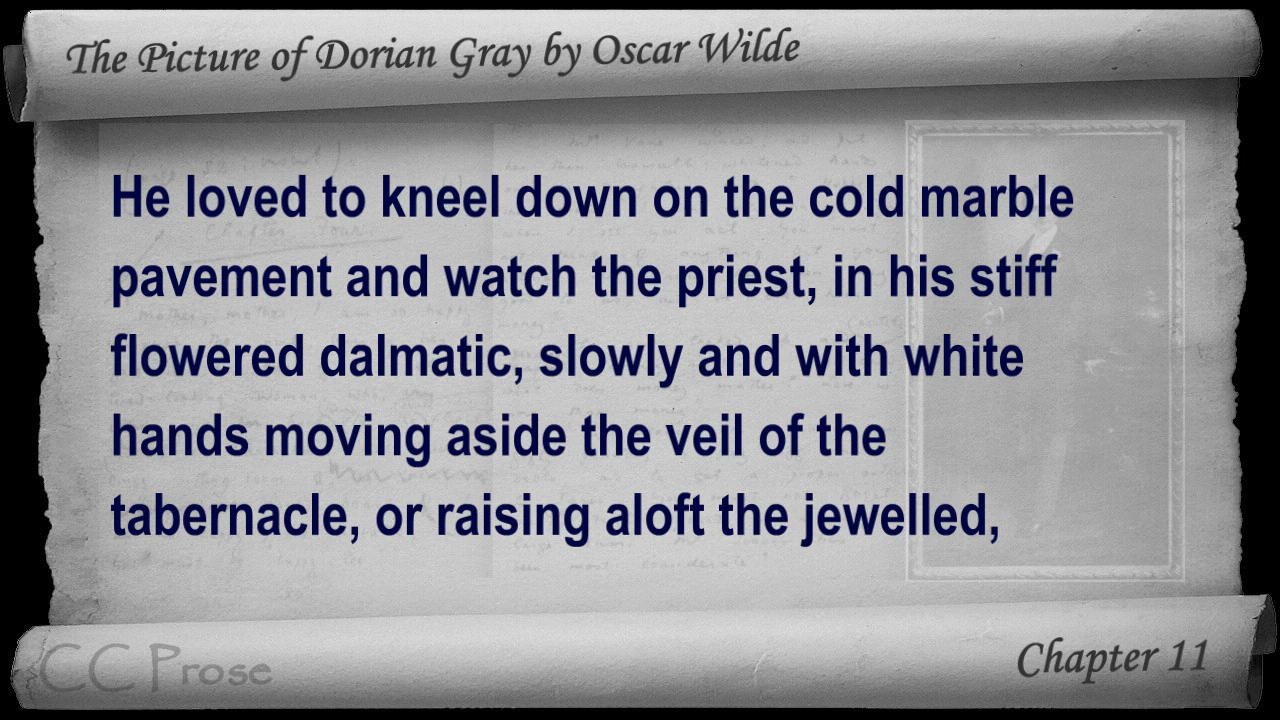 The Picture of Dorian Gray by Oscar Wilde
He loved to kneel down on the cold marble
pavement and watch the priest, in his stiff
flowered dalmatic, slowly and with white
hands moving aside the veil of the
tabernacle, or raising aloft the jewelled,
CC Prose
Chapter 11